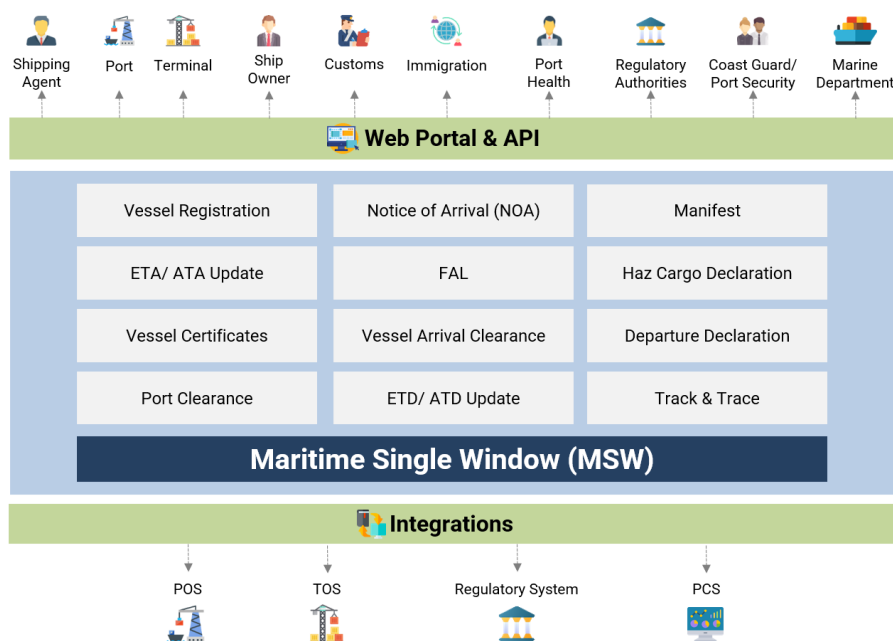 Shipping
Agent
Port
Terminal
Ship
Owner
Customs
Immigration
Port
Health
Regulatory
Authorities
Coast Guard/
Port Security
Marine
Department
Web Portal & API
Vessel Registration
Notice of Arrival (NOA)
Manifest
ETA/ ATA Update
FAL
Haz Cargo Declaration
Vessel Certificates
Vessel Arrival Clearance
Departure Declaration
Port Clearance
ETD/ ATD Update
Track & Trace
Maritime Single Window (MSW)
Integrations
POS
TOS
Regulatory System
PCS